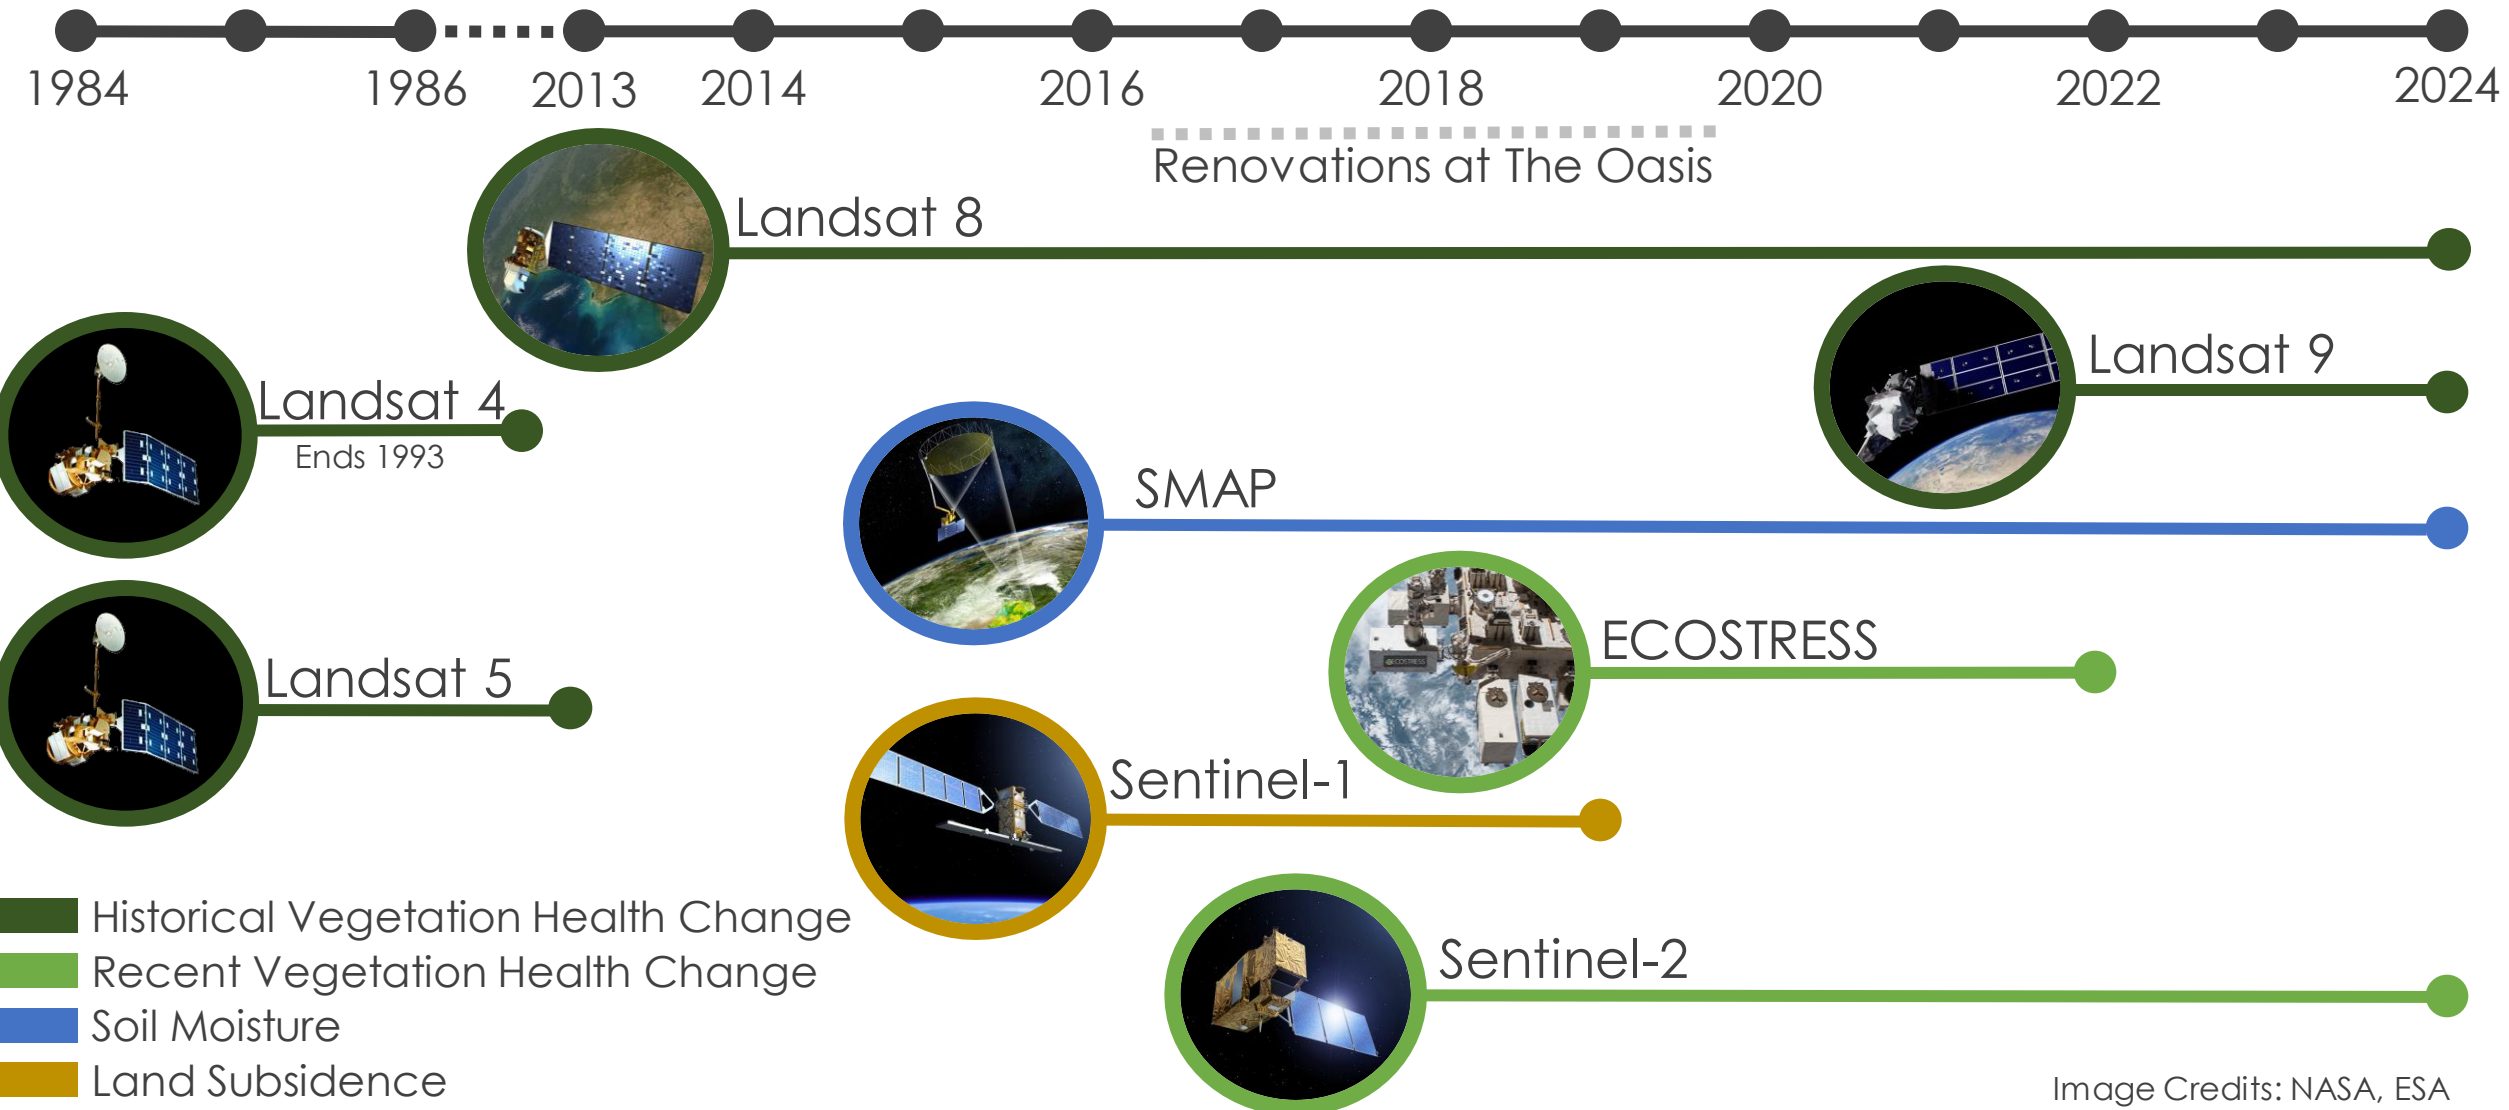 1984 1986 2013 2014 2016 2018 2020 2022 2024
Renovations at The Oasis
Landsat 8
Landsat 9
Landsat 4
Ends 1993
SMAP
ECOSTRESS
ECOSTRESS
Landsat 5
Sentinel-1
Sentinel-2
Historical Vegetation Health Change
Recent Vegetation Health Change
Soil Moisture
Land Subsidence
Image Credits: NASA, ESA